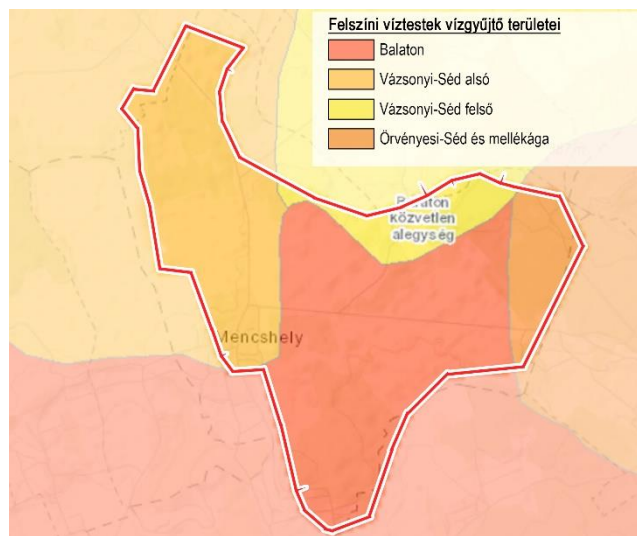 Felszíni víztestek vízgyűjtő területei
Balaton
Vázsonyi-Séd alsó
Vázsonyi-Séd felső
Örvényesi-Séd és mellékága
Balaton
közvetlen
alegység
Mencshely